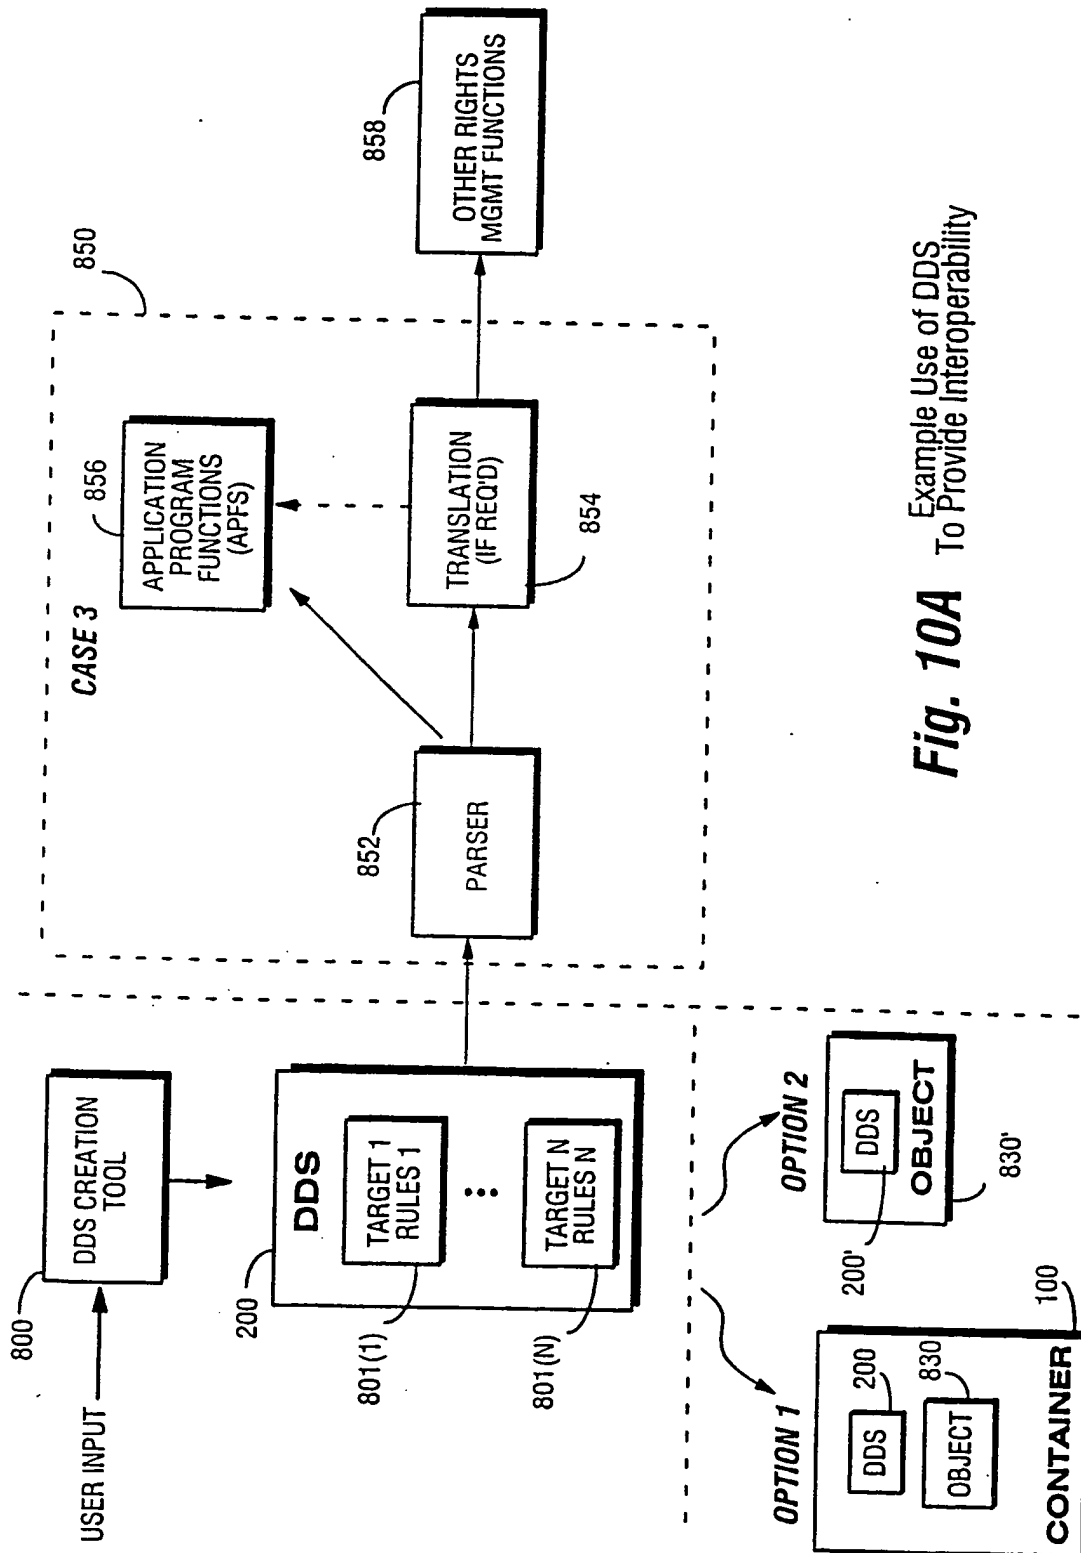 USER INPUT
800
DDS CREATION
TOOL
200
DDS
TARGET 1
RULES 1
TARGET N
RULES N
801(1)
801(N)
850
CASE 3
852
PARSER
856
APPLICATION
PROGRAM
FUNCTIONS
(APFS)
TRANSLATION
(IF REQ'D)
854
858
OTHER RIGHTS
MGMT FUNCTIONS
OPTION 1
DDS
200
OBJECT
830
CONTAINER
100
OPTION 2
DDS
200'
OBJECT
830'
Fig. 10A
Example Use of DDS
To Provide Interoperability